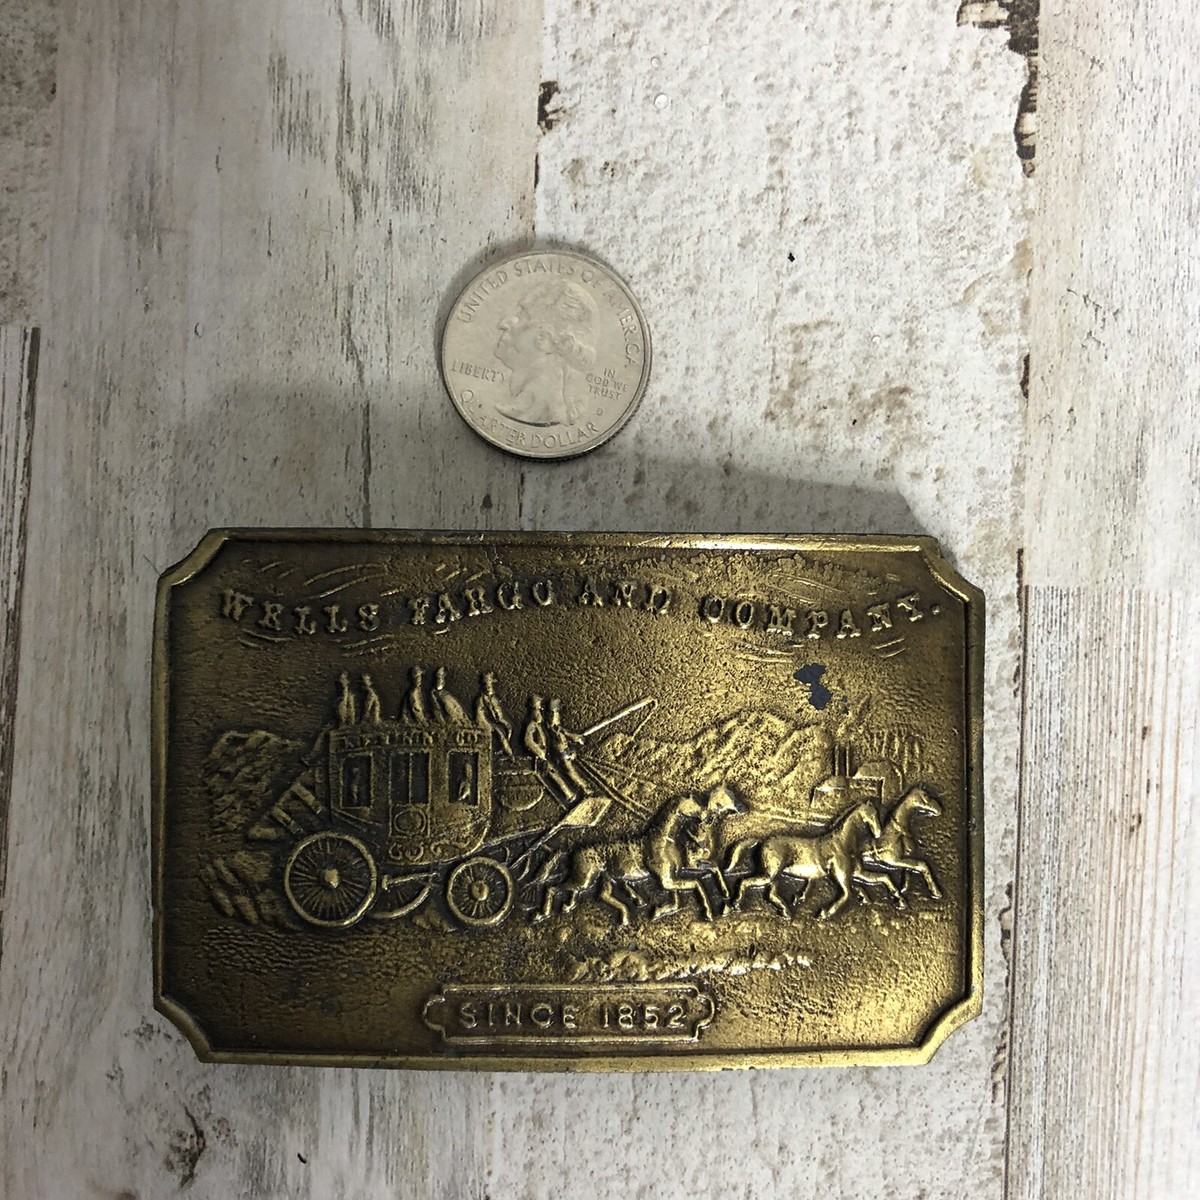 UNITED STATES OF AMERICA
LIBERTY
IN
GOD WE
TRUST
D
QUARTER DOLLAR
WELLS FARGO AND COMPANY.
SINCE 1852